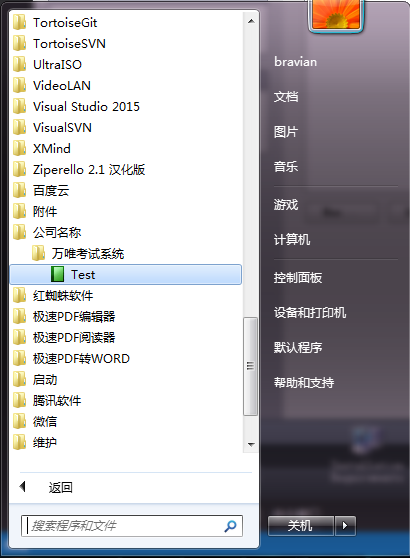 TortoiseGit
TortoiseSVN
UltraISO
VideoLAN
Visual Studio 2015
VisualSVN
XMind
Ziperello 2.1 汉化版
百度云
附件
公司名称
万唯考试系统
Test
红蜘蛛软件
极速PDF编辑器
极速PDF阅读器
极速PDF转WORD
启动
腾讯软件
微信
维护
返回
搜索程序和文件
bravian
文档
图片
音乐
游戏
计算机
控制面板
设备和打印机
默认程序
帮助和支持
关机